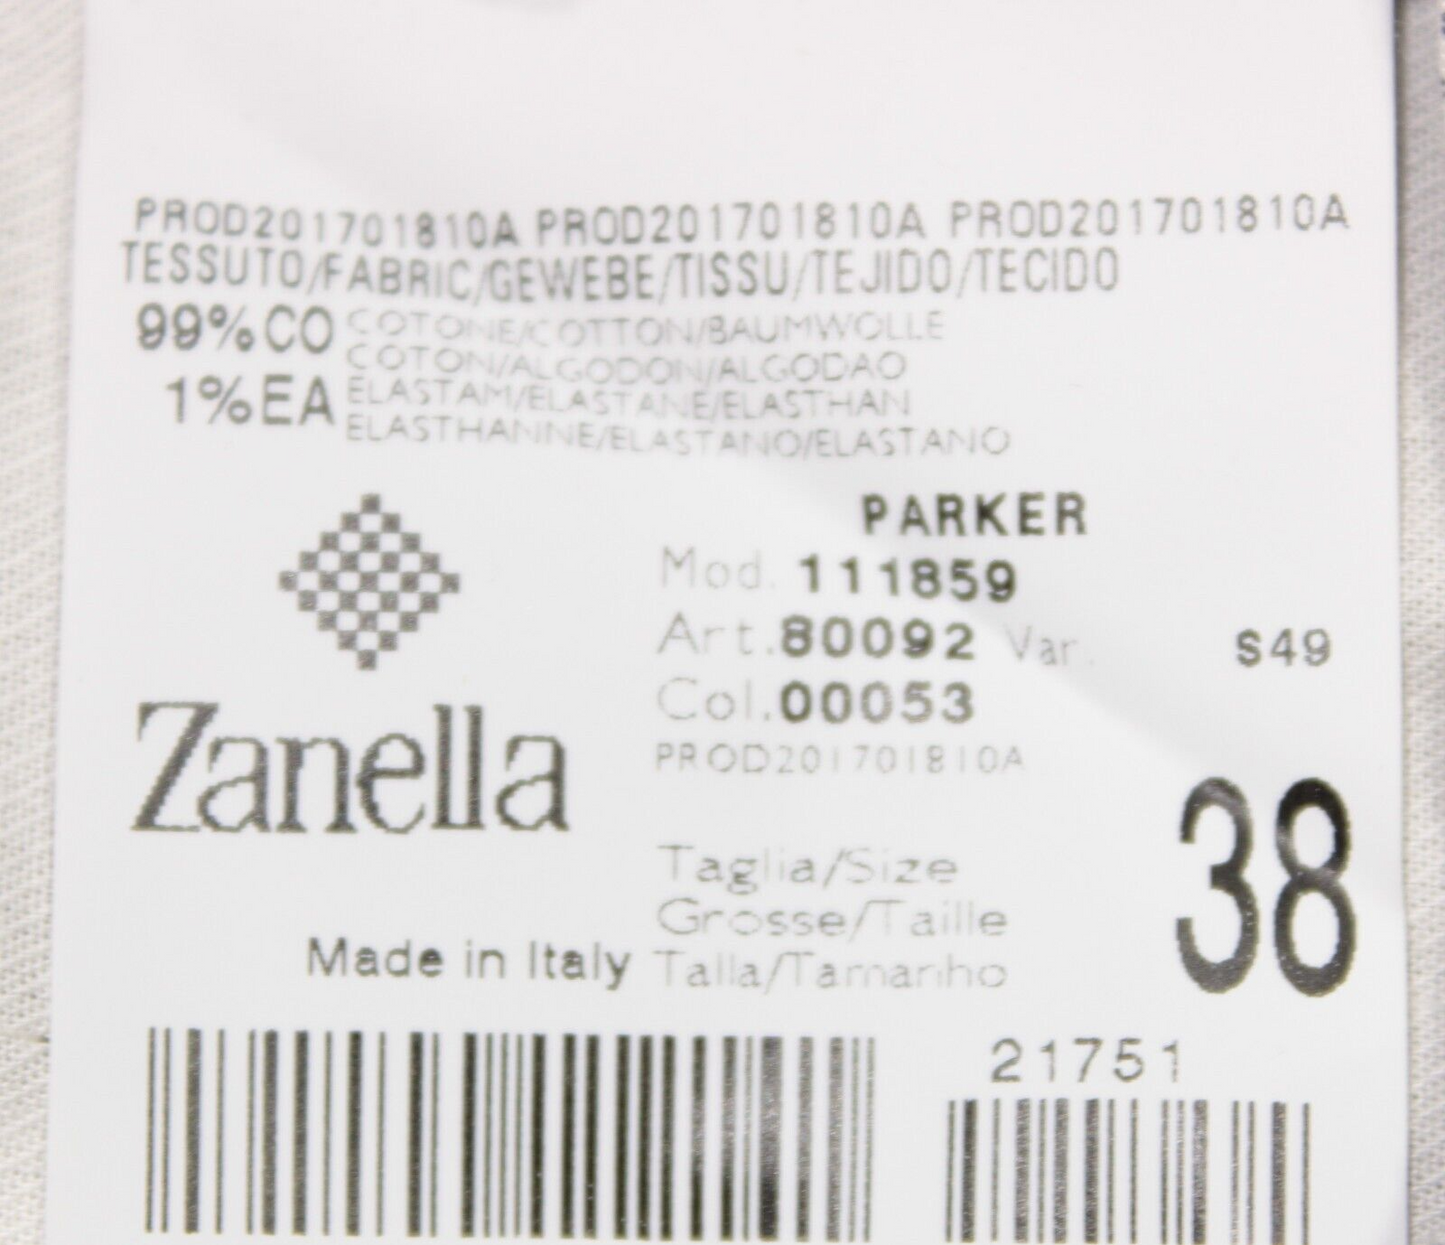 PROD201701810A PROD201701810A PROD201701810A
TESSUTO/FABRIC/GEWEBE/TISSU/TEJIDO/TECIDO
99%CO COTONE/COTTON/BAUMWOLLE
COTON/ALGODON/ALGODAO
1%EA ELASTAM/ELASTANE/ELASTHAN
ELASTHANNE/ELASTANO/ELASTANO
PARKER
Mod. 111859
Art.80092 Var. S49
Col.00053
PROD201701810A
Zanella
38
Taglia/Size
Grosse/Taille
Made in Italy Talla/Tamanho
21751